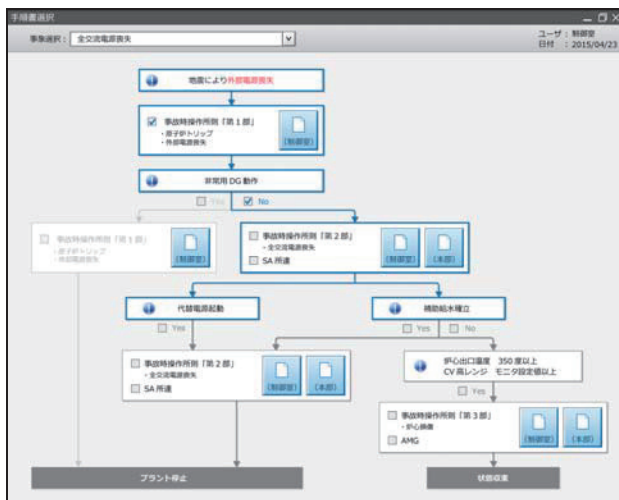 手順書選択
事象選択： 全交流電源喪失
ユーザ : 制御室
日付 : 2015/04/23
地震により外部電源喪失
事故時操作所則「第１部」
・原子炉トリップ
・外部電源喪失
(制御室)
非常用 DG 動作
Yes No
事故時操作所則「第１部」
・原子炉トリップ
・外部電源喪失
(制御室)
事故時操作所則「第２部」
・全交流電源喪失
SA 所達
(制御室) (本部)
代替電源起動
Yes
補助給水確立
Yes No
事故時操作所則「第２部」
・全交流電源喪失
SA 所達
(制御室) (本部)
炉心出口温度 350 度以上
CV 高レンジ モニタ設定値以上
Yes
事故時操作所則「第３部」
・炉心損傷
AMG
(制御室) (本部)
プラント停止
状態収束